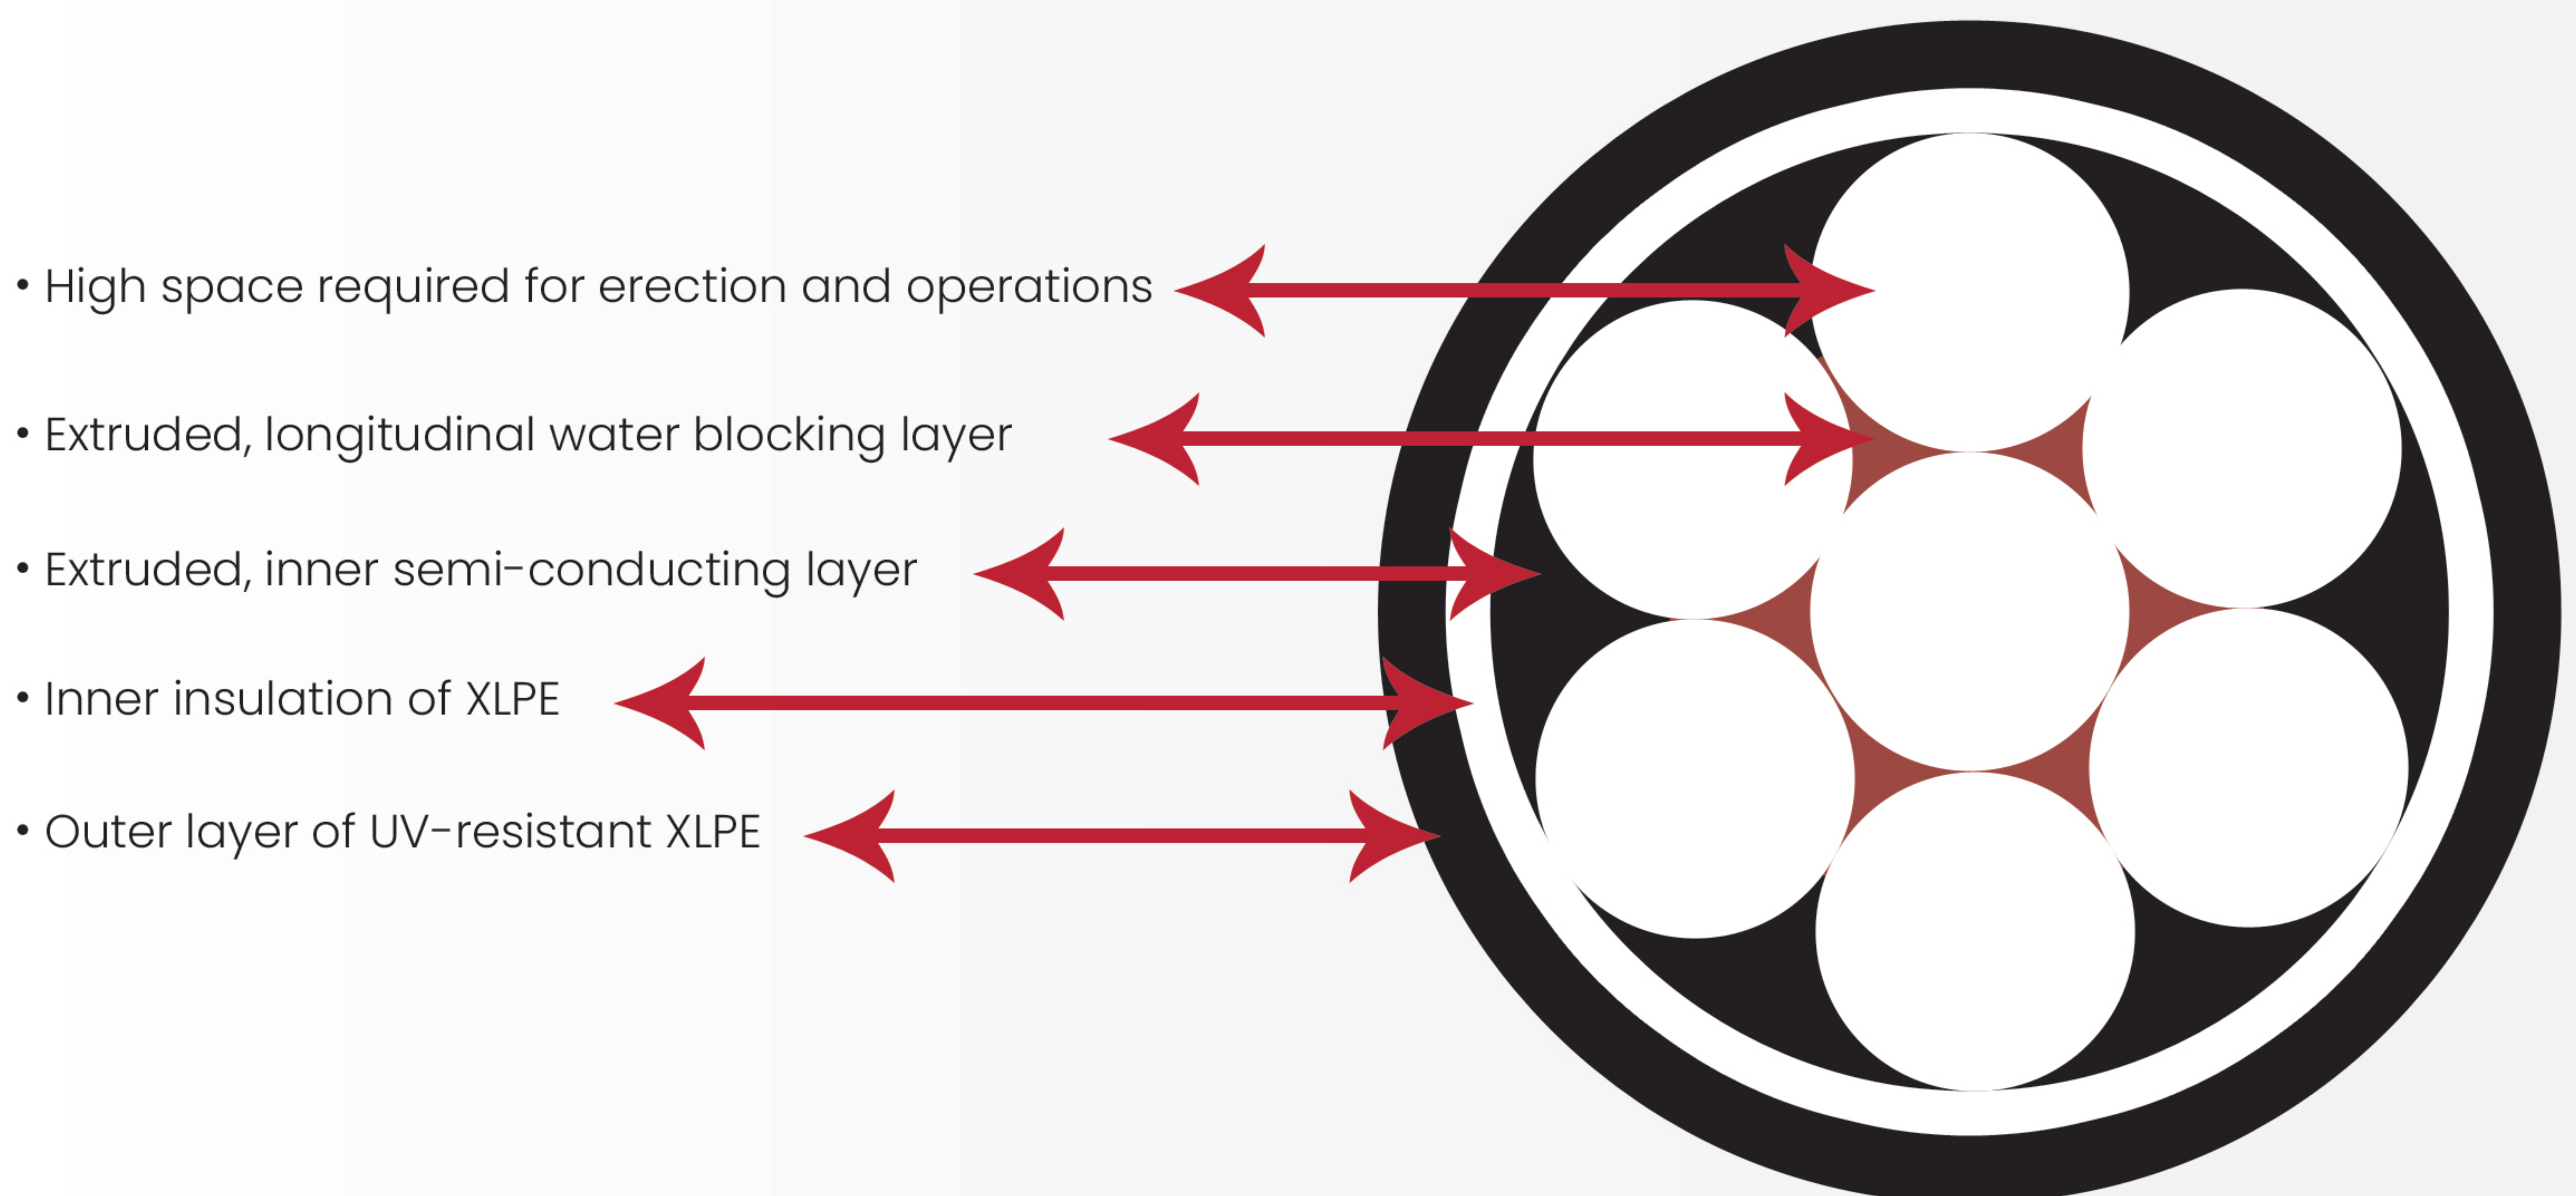 • High space required for erection and operations
• Extruded, longitudinal water blocking layer
• Extruded, inner semi-conducting layer
• Inner insulation of XLPE
• Outer layer of UV-resistant XLPE